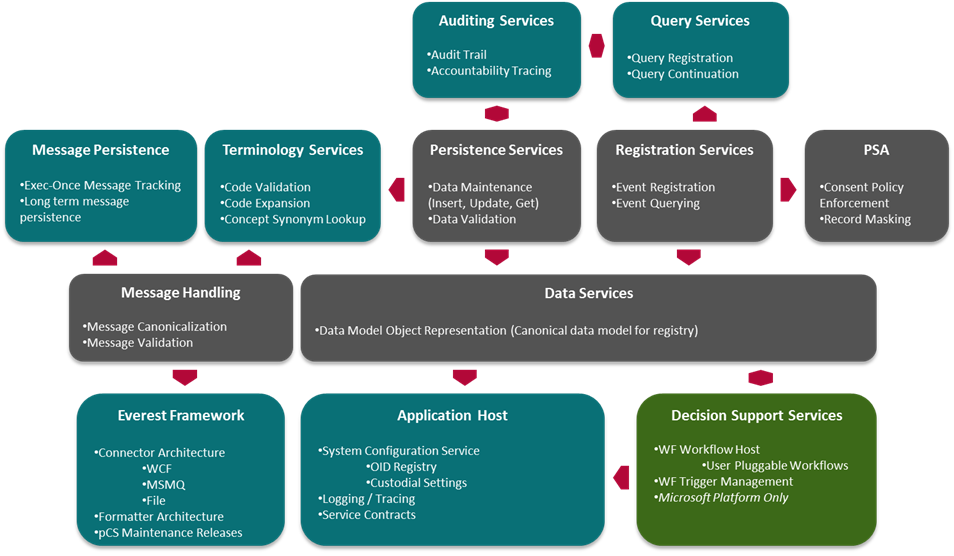 Auditing Services
•Audit Trail
•Accountability Tracing
Query Services
•Query Registration
•Query Continuation
Message Persistence
•Exec-Once Message Tracking
•Long term message
persistence
Terminology Services
•Code Validation
•Code Expansion
•Concept Synonym Lookup
Persistence Services
•Data Maintenance
(Insert, Update, Get)
•Data Validation
Registration Services
•Event Registration
•Event Querying
PSA
•Consent Policy
Enforcement
•Record Masking
Message Handling
•Message Canonicalization
•Message Validation
Data Services
•Data Model Object Representation (Canonical data model for registry)
Everest Framework
•Connector Architecture
•WCF
•MSMQ
•File
•Formatter Architecture
•pCS Maintenance Releases
Application Host
•System Configuration Service
•OID Registry
•Custodial Settings
•Logging / Tracing
•Service Contracts
Decision Support Services
•WF Workflow Host
•User Pluggable Workflows
•WF Trigger Management
•Microsoft Platform Only